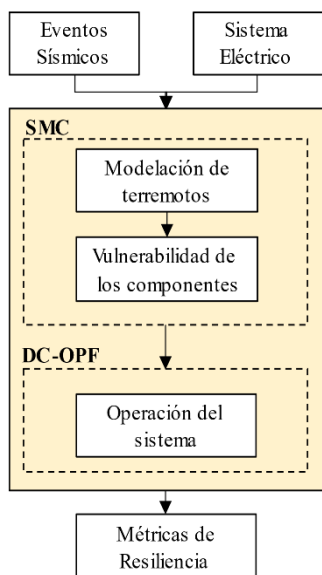 Eventos
Sísmicos
Sistema
Eléctrico
SMC
Modelación de
terremotos
Vulnerabilidad de
los componentes
DC-OPF
Operación del
sistema
Métricas de
Resiliencia